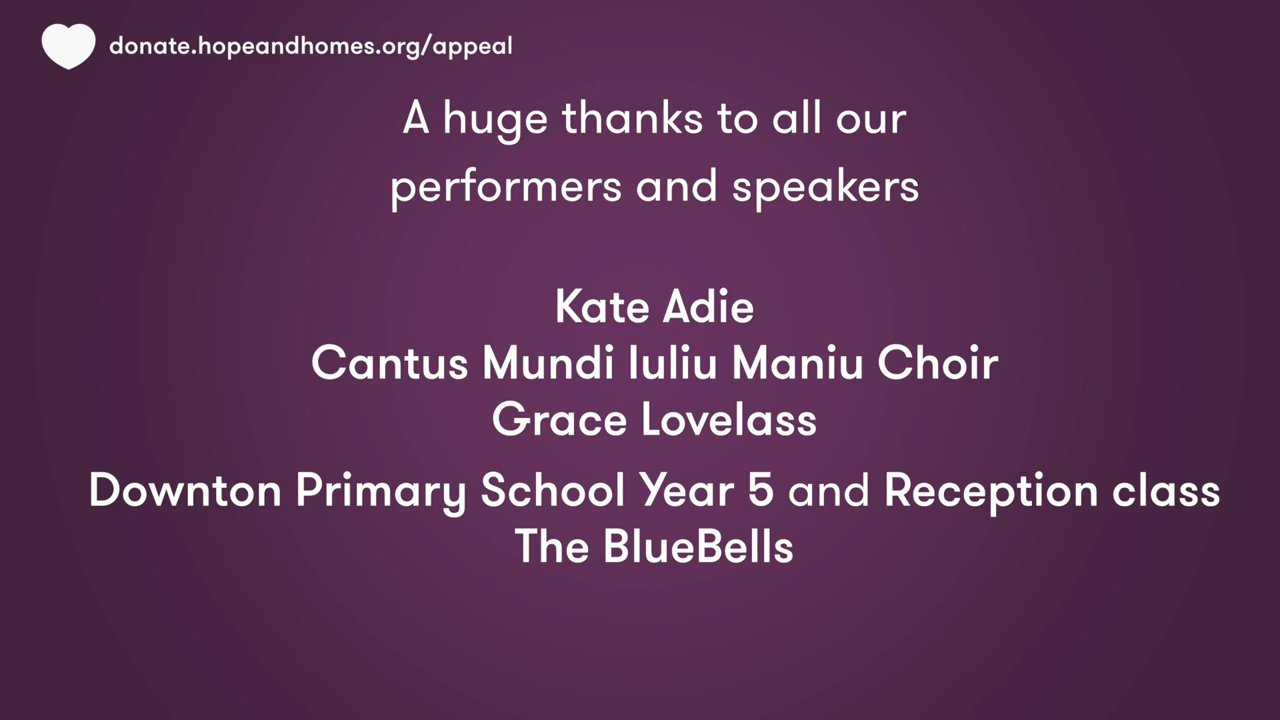 donate.hopeandhomes.org/appeal
A huge thanks to all our
performers and speakers
Kate Adie
Cantus Mundi Iuliu Maniu Choir
Grace Lovelass
Downton Primary School Year 5 and Reception class
The BlueBells